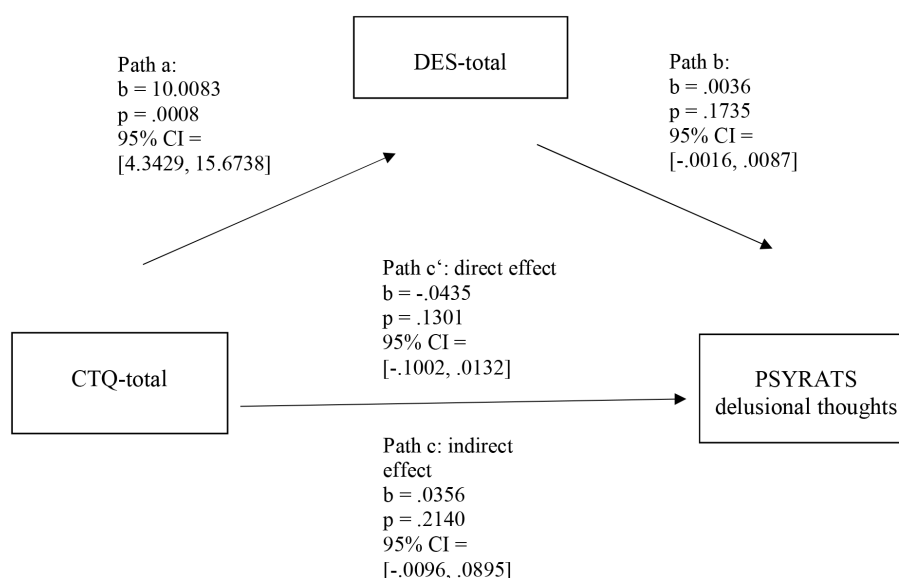 DES-total
Path a:
b = 10.0083
p = .0008
95% CI =
[4.3429, 15.6738]
Path b:
b = .0036
p = .1735
95% CI =
[-.0016, .0087]
Path c‘: direct effect
b = -.0435
p = .1301
95% CI =
[-.1002, .0132]
CTQ-total
PSYRATS
delusional thoughts
Path c: indirect
effect
b = .0356
p = .2140
95% CI =
[-.0096, .0895]